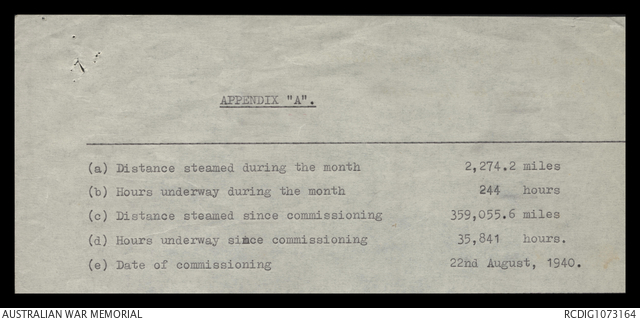 7
APPENDIX "A".
(a) Distance steamed during the month 2,274.2 miles
(b) Hours underway during the month 244 hours
(c) Distance steamed since commissioning 359,055.6 miles
(d) Hours underway since commissioning 35,841 hours.
(e) Date of commissioning 22nd August, 1940.
AUSTRALIAN WAR MEMORIAL RCDIG1073164